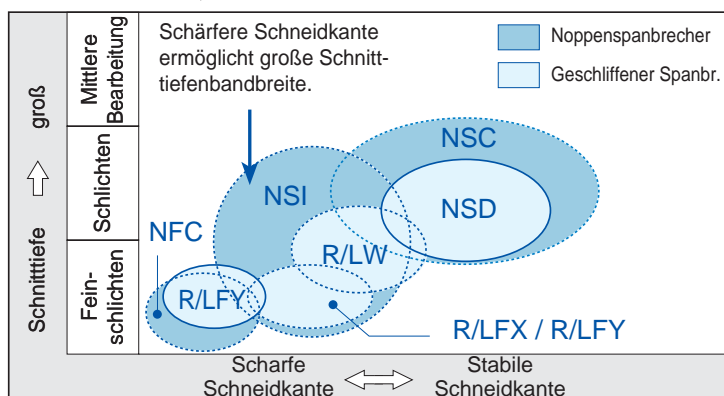 Schnitttiefe
groß
Mittlere
Bearbeitung
Schlichten
Fein-
schlichten
Schärfere Schneidkante
ermöglicht große Schnitt-
tiefenbandbreite.
Noppenspanbrecher
Geschliffener Spanbr.
NSC
NSI
NSD
NFC
R/LW
R/LFY
R/LFX / R/LFY
Scharfe
Schneidkante
Stabile
Schneidkante